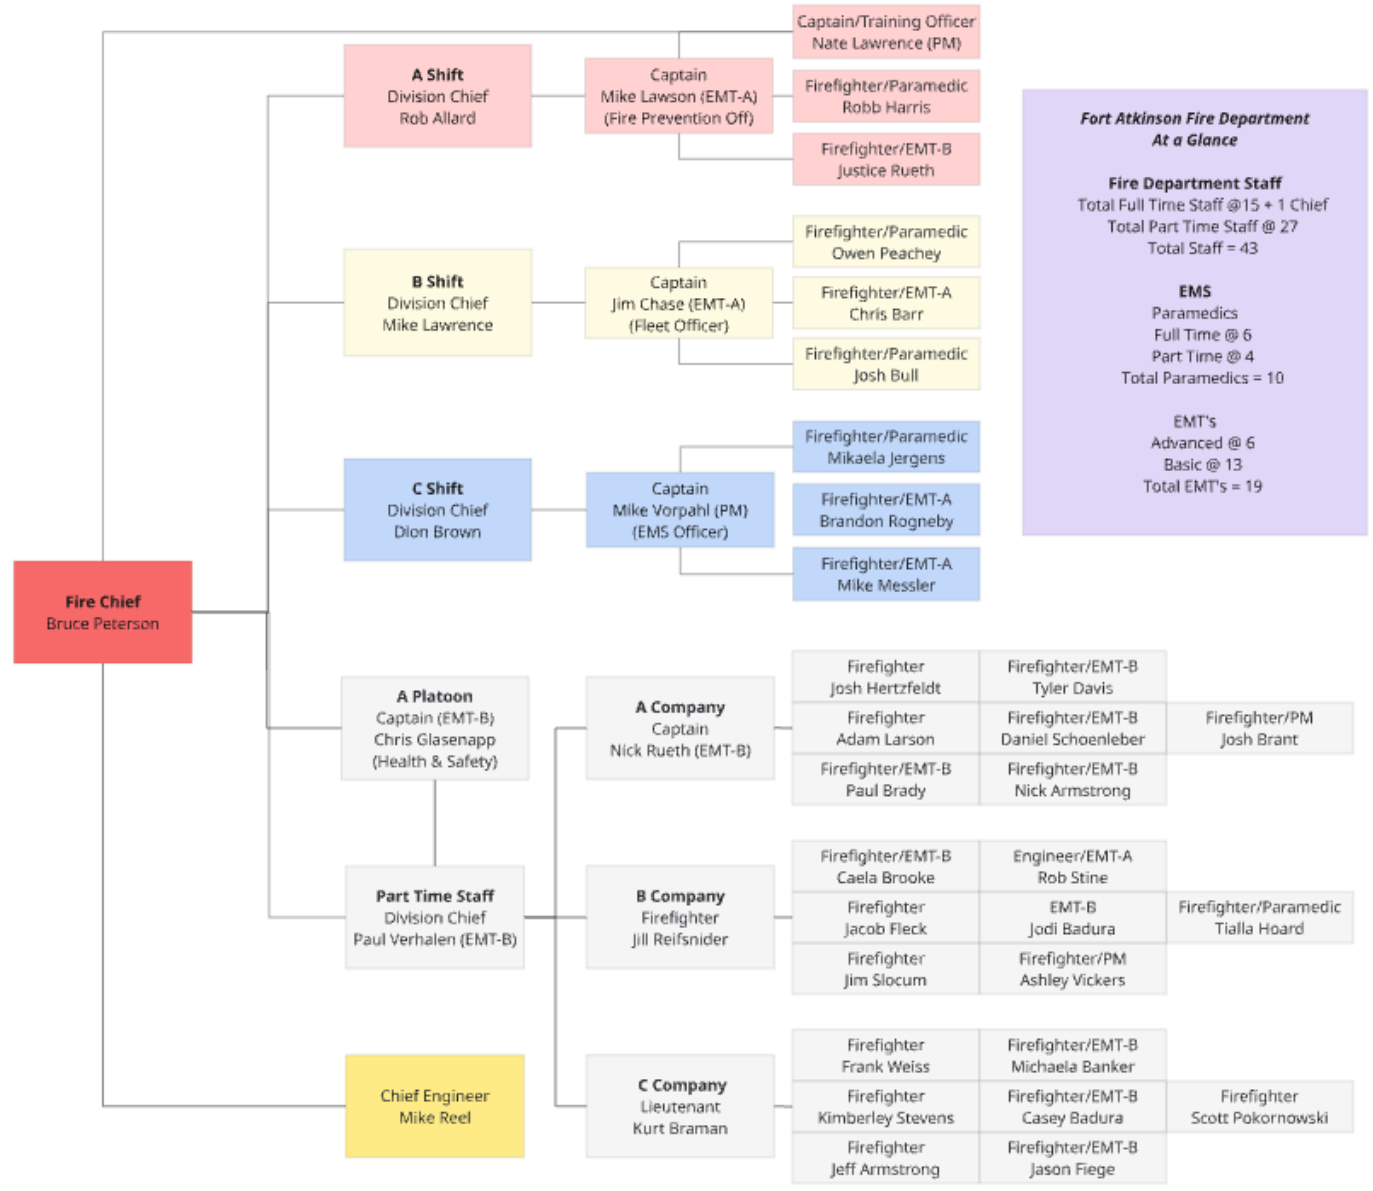 Captain/Training Officer
Nate Lawrence (PM)
A Shift
Division Chief
Rob Allard
Captain
Mike Lawson (EMT-A)
(Fire Prevention Off)
Firefighter/Paramedic
Robb Harris
Firefighter/EMT-B
Justice Rueth
Fort Atkinson Fire Department
At a Glance
Fire Department Staff
Total Full Time Staff @15 + 1 Chief
Total Part Time Staff @ 27
Total Staff = 43
EMS
Paramedics
Full Time @ 6
Part Time @ 4
Total Paramedics = 10
EMT's
Advanced @ 6
Basic @ 13
Total EMT's = 19
B Shift
Division Chief
Mike Lawrence
Captain
Jim Chase (EMT-A)
(Fleet Officer)
Firefighter/Paramedic
Owen Peachey
Firefighter/EMT-A
Chris Barr
Firefighter/Paramedic
Josh Bull
C Shift
Division Chief
Dion Brown
Captain
Mike Vorpahl (PM)
(EMS Officer)
Firefighter/Paramedic
Mikaela Jergens
Firefighter/EMT-A
Brandon Rogneby
Firefighter/EMT-A
Mike Messler
Fire Chief
Bruce Peterson
A Platoon
Captain (EMT-B)
Chris Glasenapp
(Health & Safety)
A Company
Captain
Nick Rueth (EMT-B)
Firefighter
Josh Hertzfeldt
Firefighter/EMT-B
Tyler Davis
Firefighter
Adam Larson
Firefighter/EMT-B
Daniel Schoenleber
Firefighter/PM
Josh Brant
Firefighter/EMT-B
Paul Brady
Firefighter/EMT-B
Nick Armstrong
Part Time Staff
Division Chief
Paul Verhalen (EMT-B)
B Company
Firefighter
Jill Reifsnider
Firefighter/EMT-B
Caela Brooke
Engineer/EMT-A
Rob Stine
Firefighter
Jacob Fleck
EMT-B
Jodi Badura
Firefighter/Paramedic
Tialla Hoard
Firefighter
Jim Slocum
Firefighter/PM
Ashley Vickers
Chief Engineer
Mike Reel
C Company
Lieutenant
Kurt Braman
Firefighter
Frank Weiss
Firefighter/EMT-B
Michaela Banker
Firefighter
Kimberley Stevens
Firefighter/EMT-B
Casey Badura
Firefighter
Scott Pokornowski
Firefighter
Jeff Armstrong
Firefighter/EMT-B
Jason Fiege